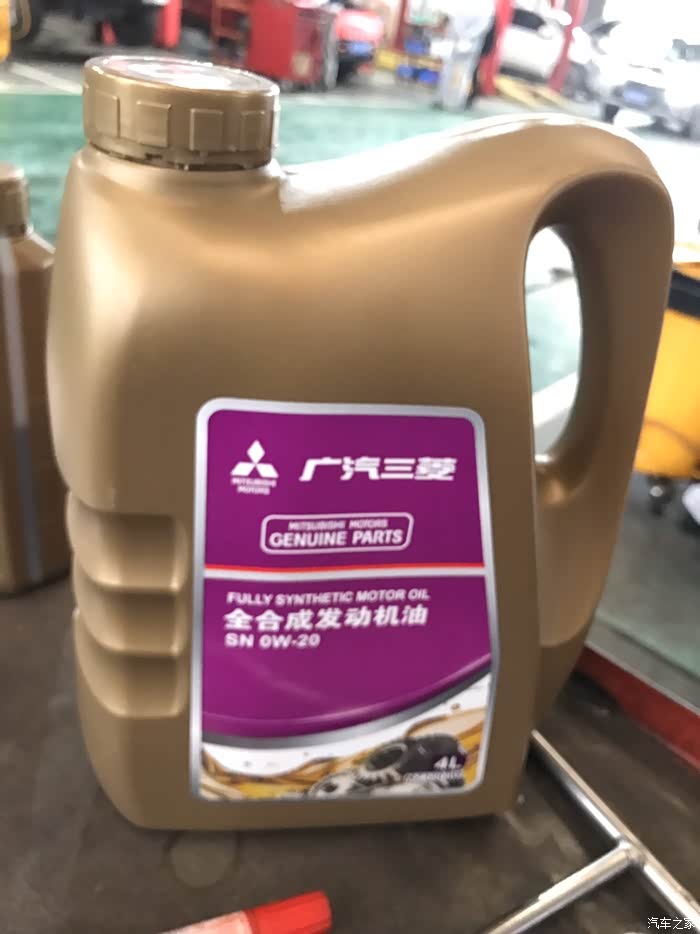 MITSUBISHI
MOTORS
广汽三菱
MITSUBISHI MOTORS
GENUINE PARTS
FULLY SYNTHETIC MOTOR OIL
全合成发动机油
SN 0W-20
4L
汽车之家